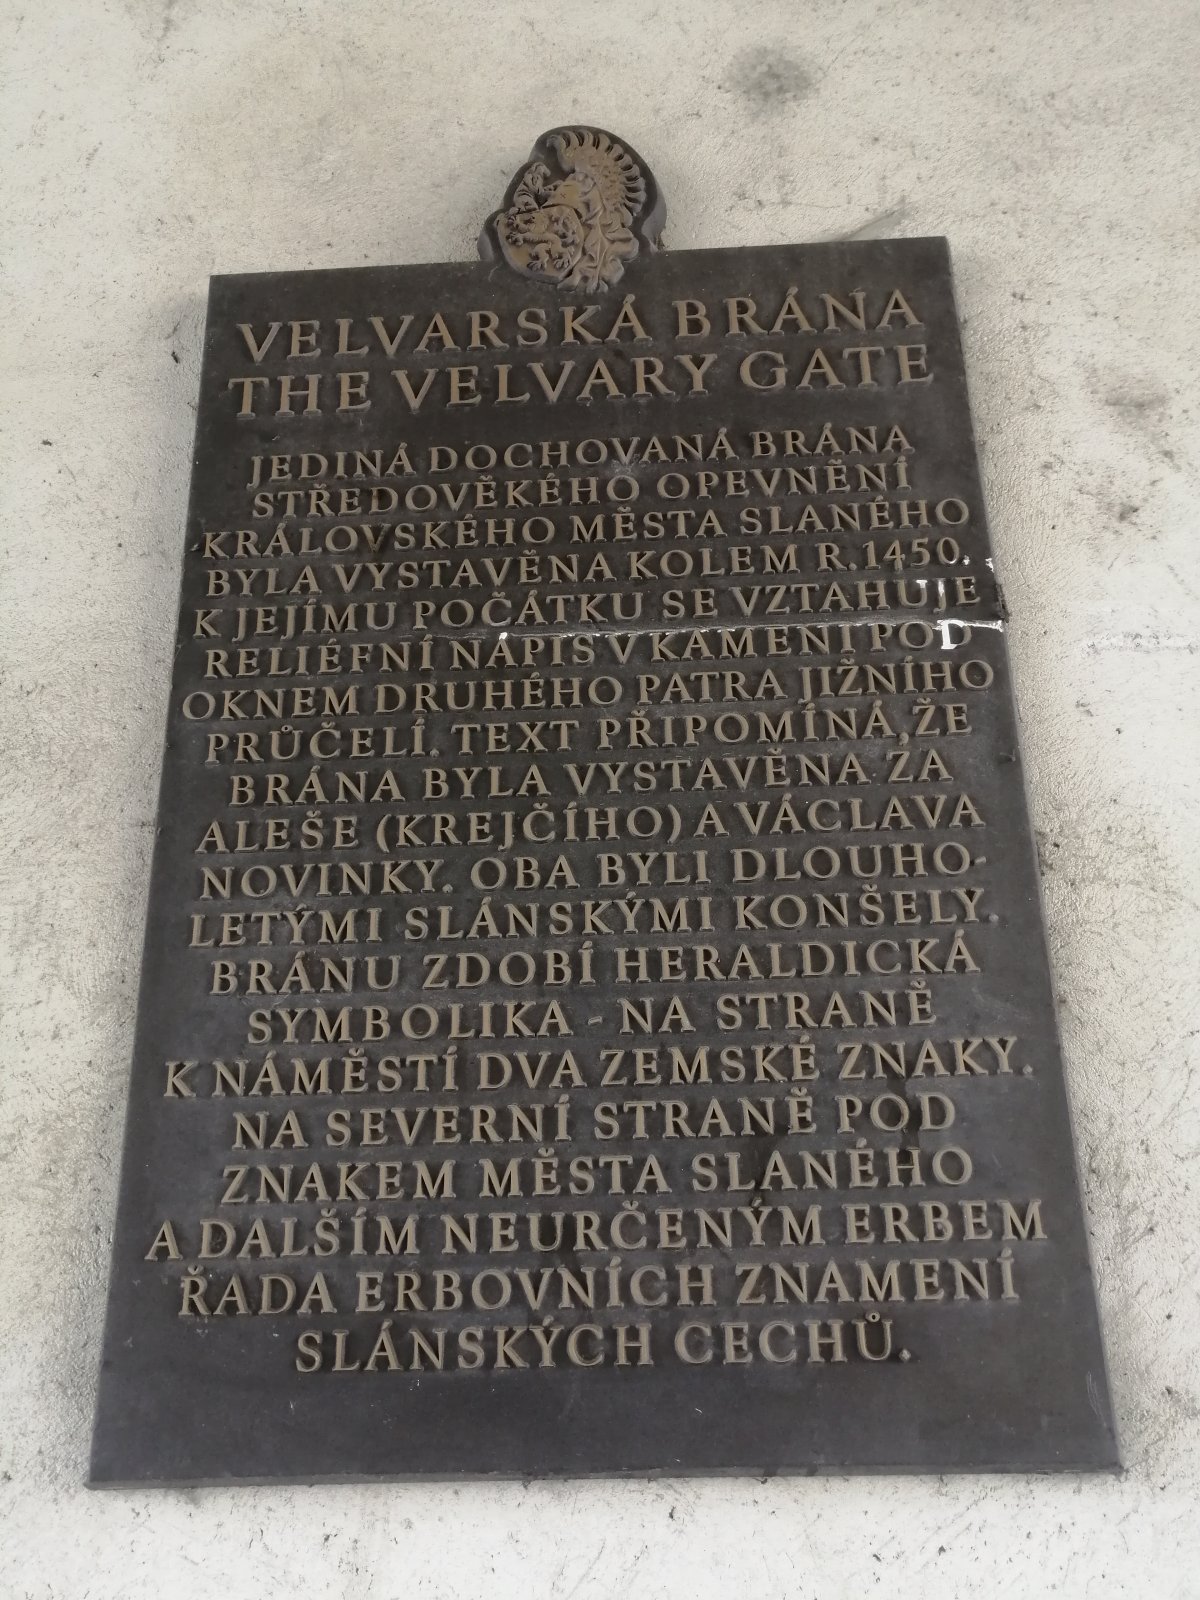 VELVARSKÁ BRÁNA
THE VELVARY GATE
JEDINÁ DOCHOVANÁ BRÁNA
STŘEDOVĚKÉHO OPEVNĚNÍ
KRÁLOVSKÉHO MĚSTA SLANÉHO
BYLA VYSTAVĚNA KOLEM R.1450.
K JEJÍMU POČÁTKU SE VZTAHUJE
RELIÉFNÍ NÁPIS V KAMENI POD
OKNEM DRUHÉHO PATRA JIŽNÍHO
PRŮČELÍ. TEXT PŘIPOMÍNÁ, ŽE
BRÁNA BYLA VYSTAVĚNA ZA
ALEŠE (KREJČÍHO) A VÁCLAVA
NOVINKY. OBA BYLI DLOUHO-
LETÝMI SLÁNSKÝMI KONŠELY.
BRÁNU ZDOBÍ HERALDICKÁ
SYMBOLIKA - NA STRANĚ
K NÁMĚSTÍ DVA ZEMSKÉ ZNAKY.
NA SEVERNÍ STRANĚ POD
ZNAKEM MĚSTA SLANÉHO
A DALŠÍM NEURČENÝM ERBEM
ŘADA ERBOVNÍCH ZNAMENÍ
SLÁNSKÝCH CECHŮ.